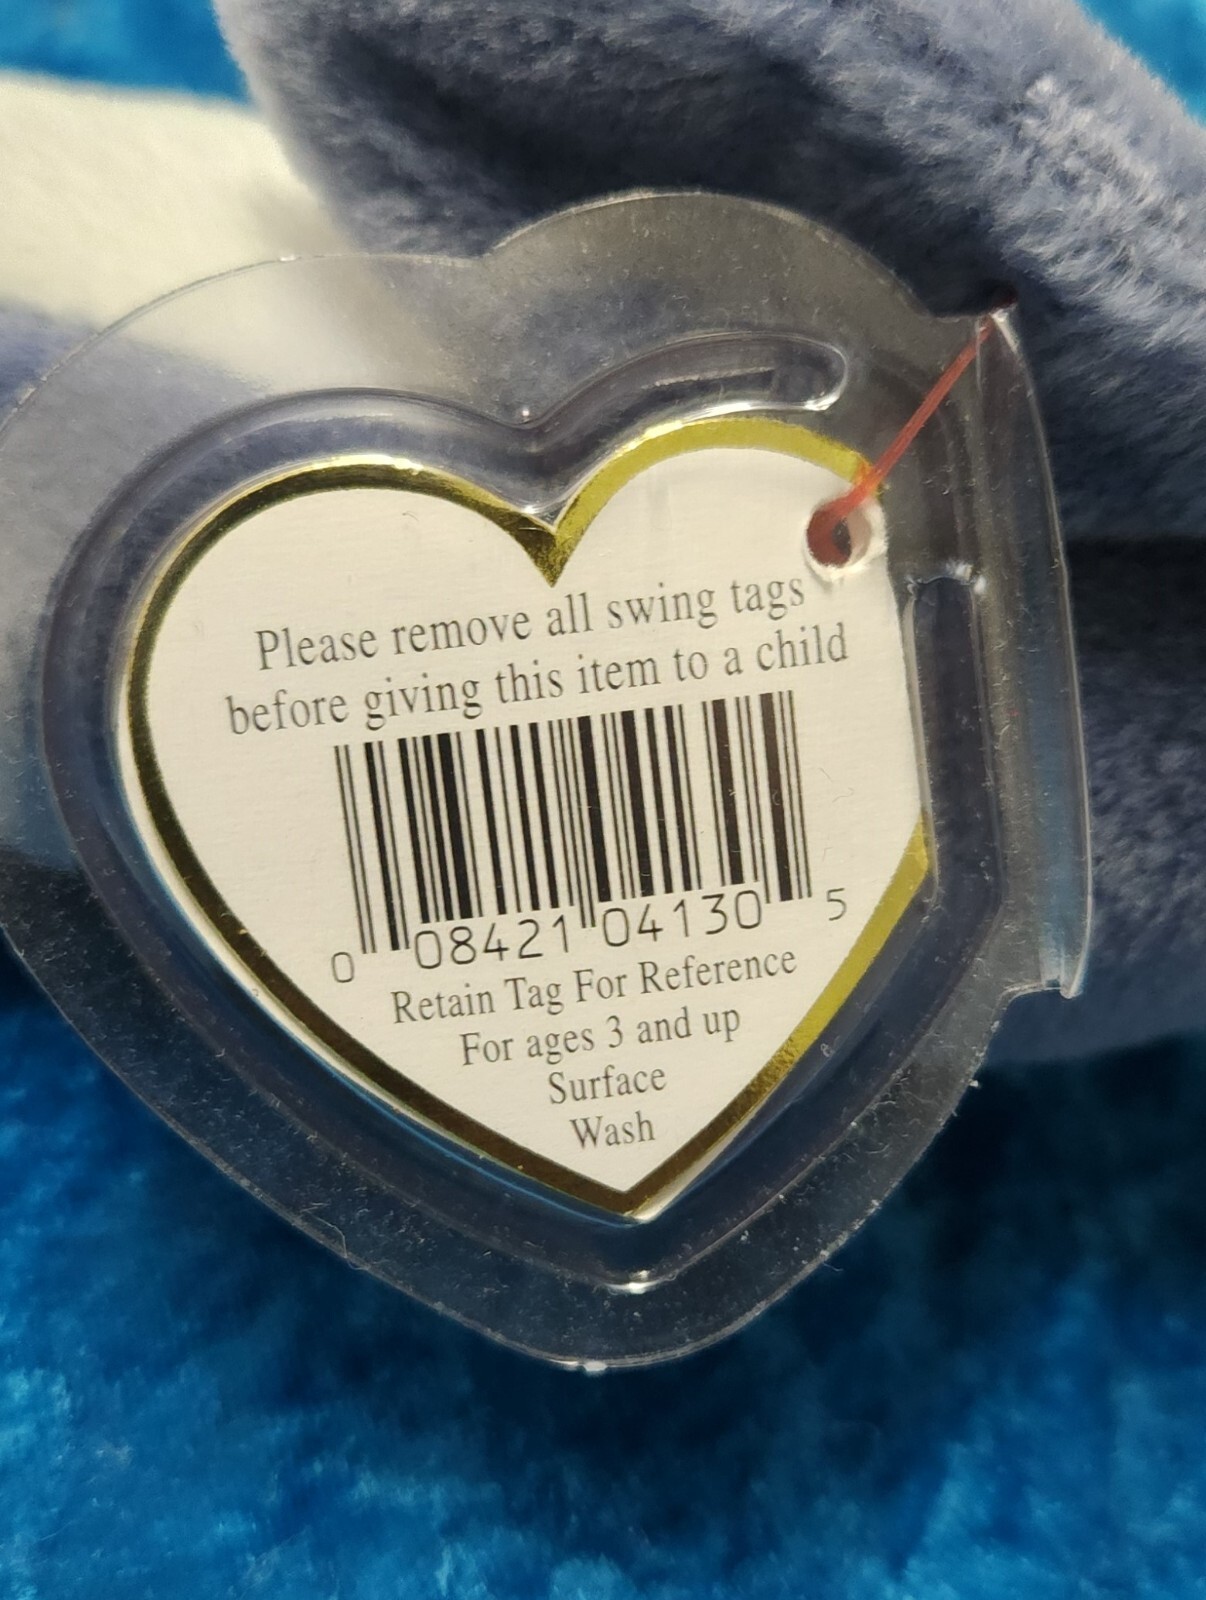 Please remove all swing tags
before giving this item to a child
0 08421 04130 5
Retain Tag For Reference
For ages 3 and up
Surface
Wash